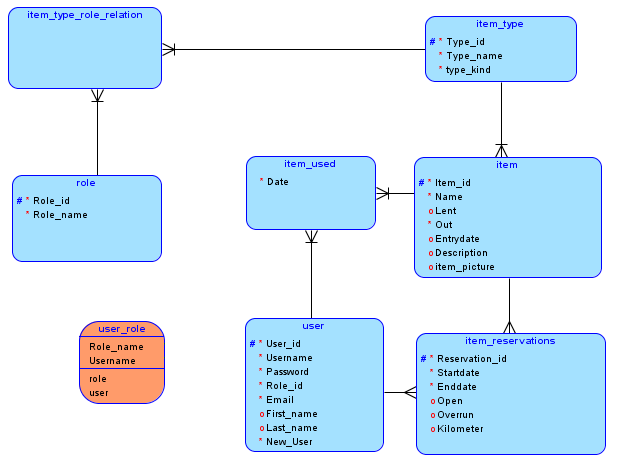 item_type_role_relation
item_type
# * Type_id
* Type_name
* type_kind
role
# * Role_id
* Role_name
item_used
* Date
item
# * Item_id
* Name
o Lent
* Out
o Entrydate
o Description
o item_picture
user_role
Role_name
Username
role
user
user
# * User_id
* Username
* Password
* Role_id
* Email
o First_name
o Last_name
* New_User
item_reservations
# * Reservation_id
* Startdate
* Enddate
o Open
o Overrun
o Kilometer